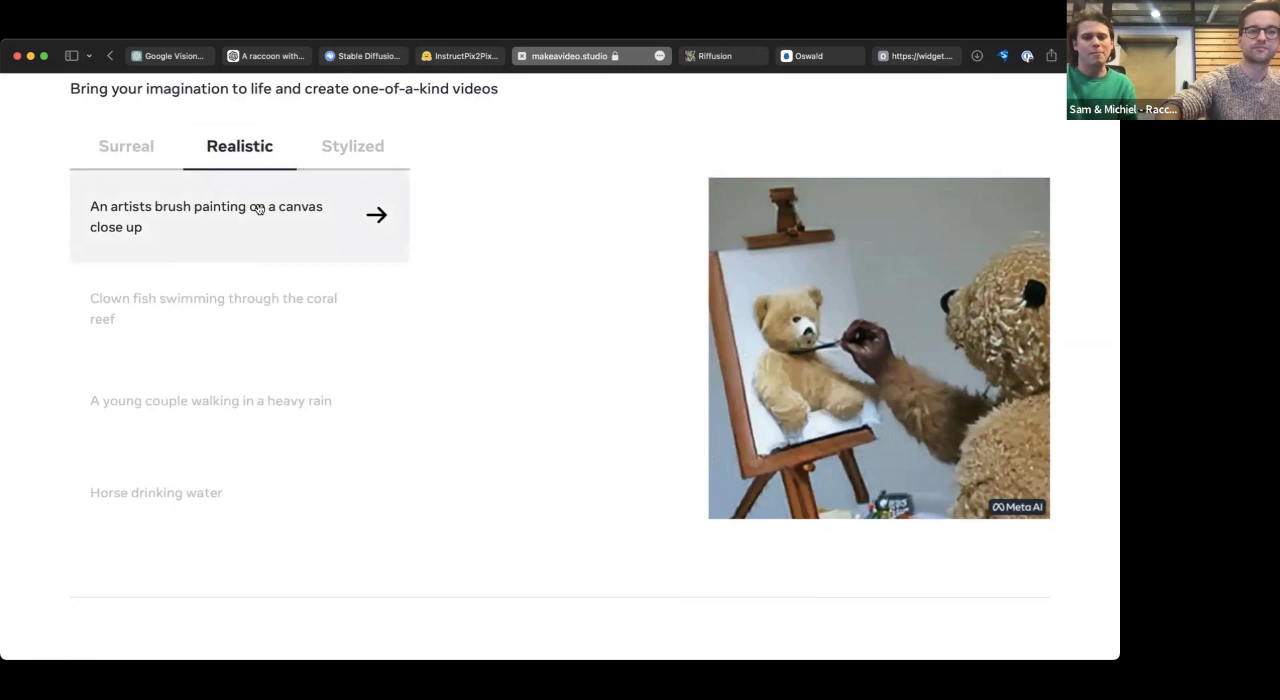 Google Vision...
A raccoon with...
Stable Diffusio...
InstructPix2Pix...
makeavideo.studio
Riffusion
Oswald
https://widget....
Sam & Michiel - Racc...
Bring your imagination to life and create one-of-a-kind videos
Surreal
Realistic
Stylized
An artists brush painting on a canvas
close up
Clown fish swimming through the coral
reef
A young couple walking in a heavy rain
Horse drinking water
Meta AI